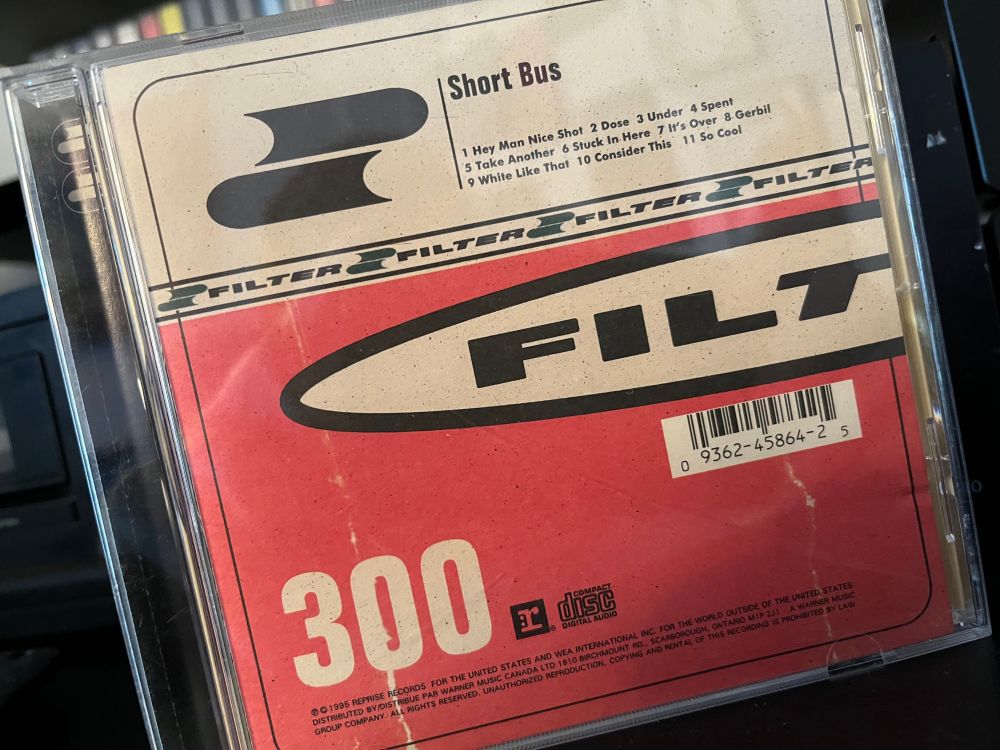 Short Bus
1 Hey Man Nice Shot 2 Dose 3 Under 4 Spent
5 Take Another 6 Stuck In Here 7 It's Over 8 Gerbil
9 White Like That 10 Consider This 11 So Cool
FILTER FILTER FILTER FILTER
FILT
0 9362-45864-2 5
300
r ®
COMPACT
disc
DIGITAL AUDIO
℗©1995 REPRISE RECORDS FOR THE UNITED STATES AND WEA INTERNATIONAL INC. FOR THE WORLD OUTSIDE OF THE UNITED STATES
DISTRIBUTED BY/DISTRIBUE PAR WARNER MUSIC CANADA LTD 1810 BIRCHMOUNT RD., SCARBOROUGH, ONTARIO M1P 2J1. A WARNER MUSIC
GROUP COMPANY. ALL RIGHTS RESERVED. UNAUTHORIZED REPRODUCTION, COPYING AND RENTAL OF THIS RECORDING IS PROHIBITED BY LAW